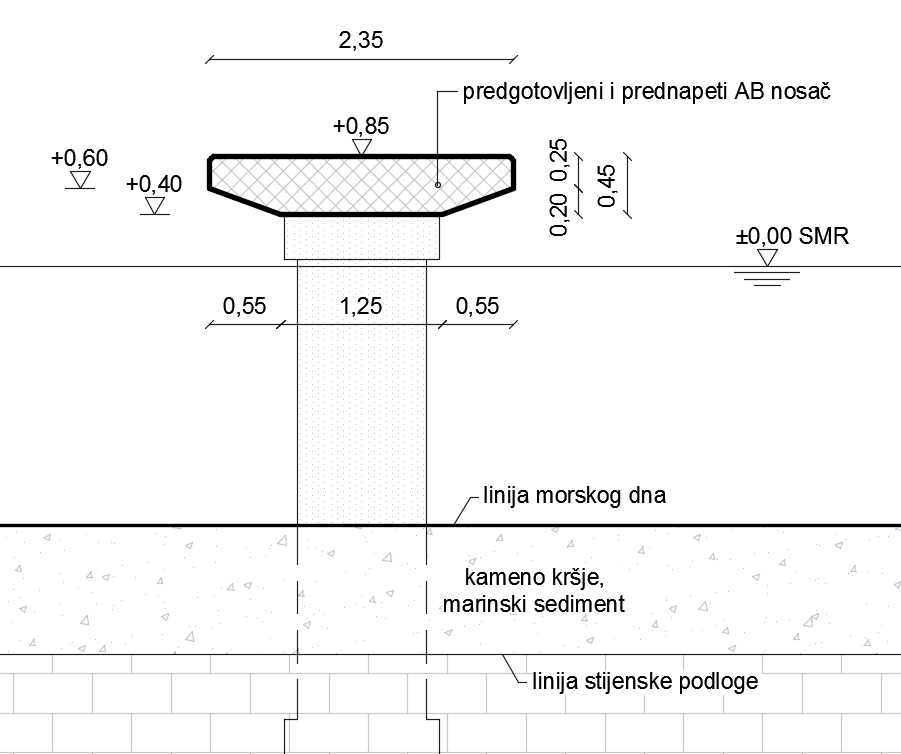 2,35
predgotovljeni i prednapeti AB nosač
+0,85
+0,60
+0,40
0,25
0,20
0,45
±0,00 SMR
0,55
1,25
0,55
linija morskog dna
kameno kršje,
marinski sediment
linija stijenske podloge